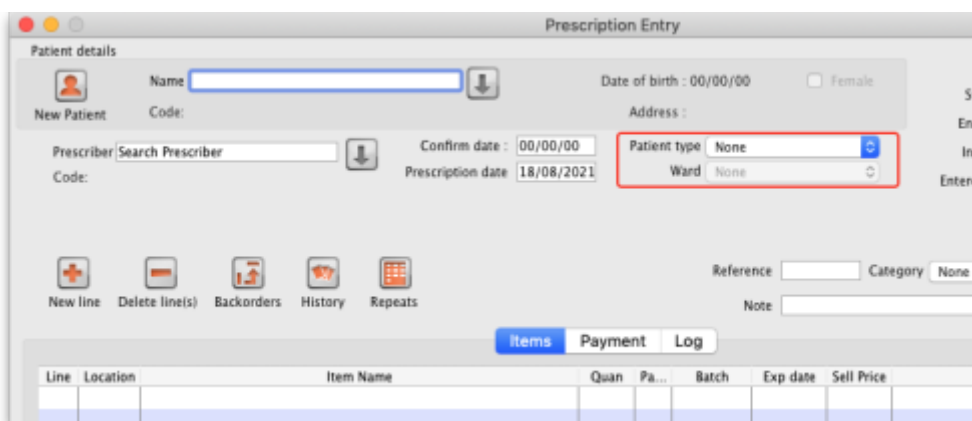 Prescription Entry
Patient details
Name
Date of birth : 00/00/00
Female
New Patient
Code:
Address :
Prescriber Search Prescriber
Confirm date : 00/00/00
Patient type None
Code:
Prescription date 18/08/2021
Ward None
Reference
Category None
New line Delete line(s) Backorders History Repeats
Note
Items Payment Log
Line Location Item Name Quan Pa... Batch Exp date Sell Price